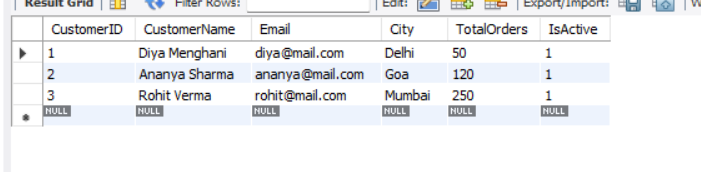 Result Grid Filter Rows: Edit: Export/Import: W
CustomerID CustomerName Email City TotalOrders IsActive
1 Diya Menghani diya@mail.com Delhi 50 1
2 Ananya Sharma ananya@mail.com Goa 120 1
3 Rohit Verma rohit@mail.com Mumbai 250 1
NULL NULL NULL NULL NULL NULL